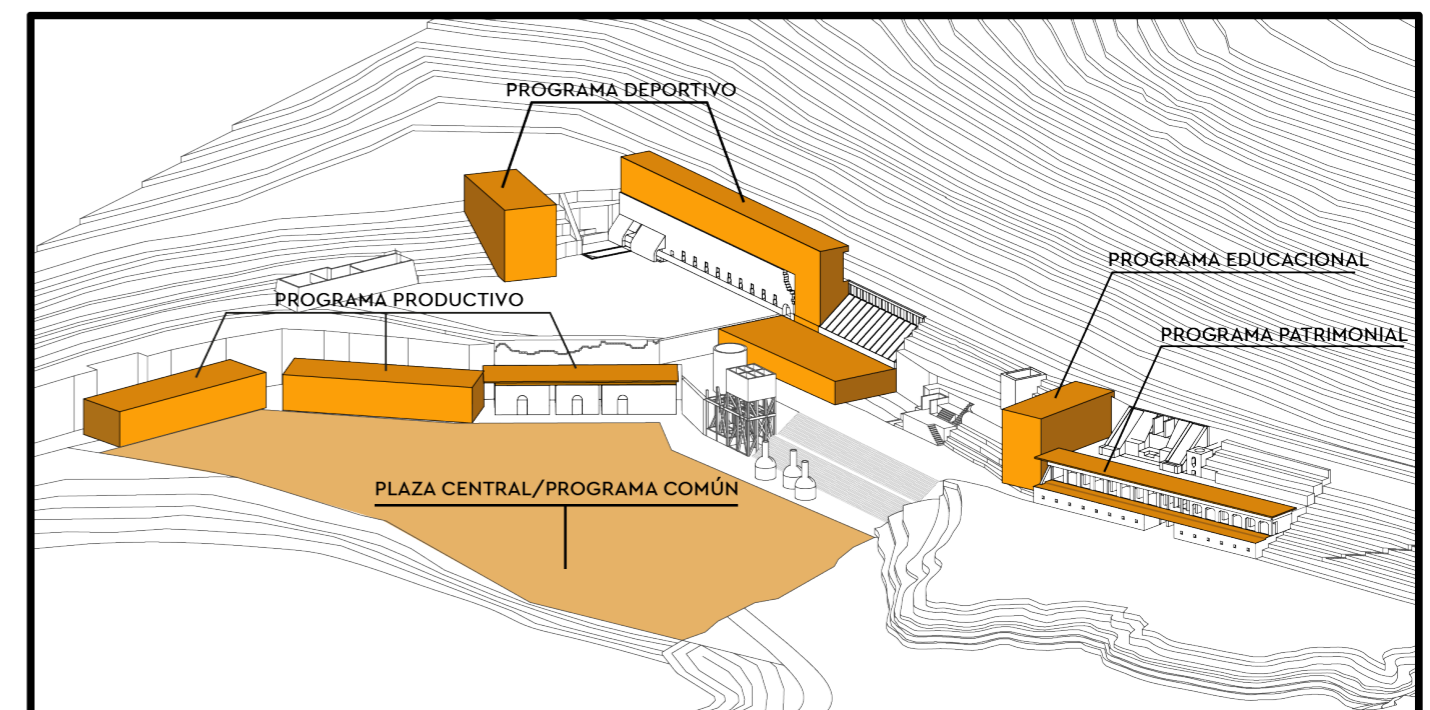 PROGRAMA DEPORTIVO
PROGRAMA EDUCACIONAL
PROGRAMA PRODUCTIVO
PROGRAMA PATRIMONIAL
PLAZA CENTRAL/PROGRAMA COMÚN